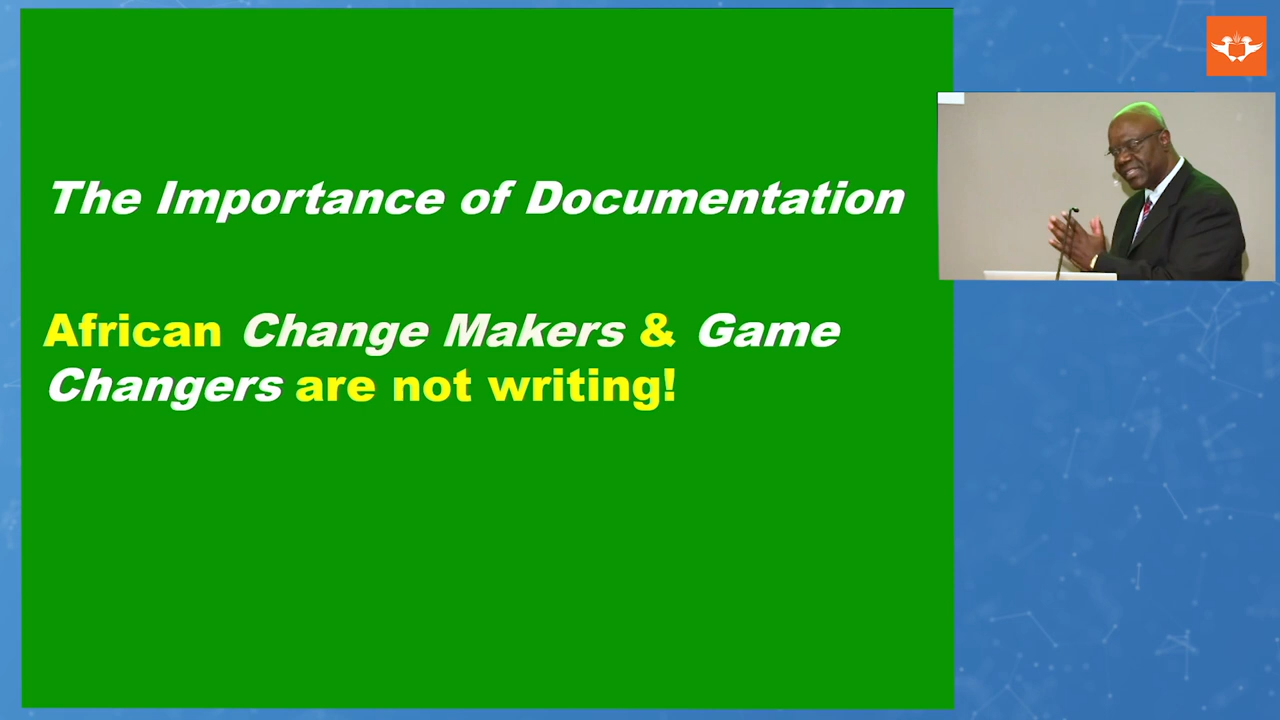 The Importance of Documentation
African Change Makers & Game
Changers are not writing!